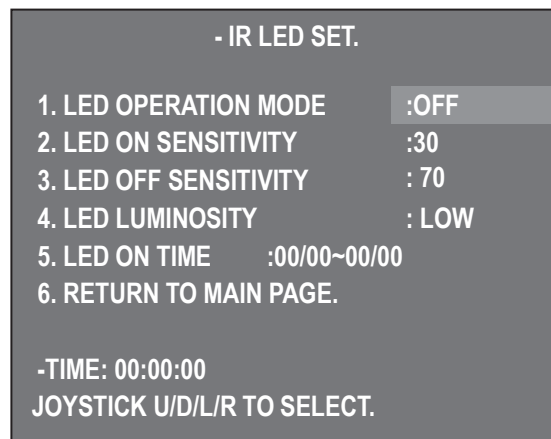 - IR LED SET.
1. LED OPERATION MODE :OFF
2. LED ON SENSITIVITY :30
3. LED OFF SENSITIVITY : 70
4. LED LUMINOSITY : LOW
5. LED ON TIME :00/00~00/00
6. RETURN TO MAIN PAGE.
-TIME: 00:00:00
JOYSTICK U/D/L/R TO SELECT.